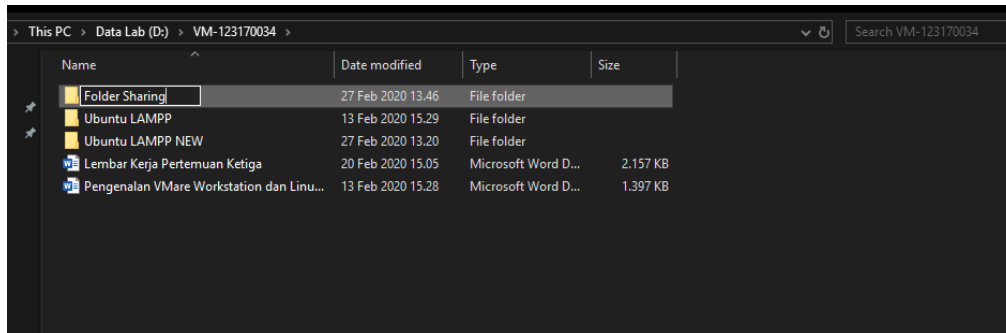 > This PC > Data Lab (D:) > VM-123170034 >
Search VM-123170034
Name Date modified Type Size
Folder Sharing 27 Feb 2020 13.46 File folder
Ubuntu LAMPP 13 Feb 2020 15.29 File folder
Ubuntu LAMPP NEW 27 Feb 2020 13.20 File folder
Lembar Kerja Pertemuan Ketiga 20 Feb 2020 15.05 Microsoft Word D... 2.157 KB
Pengenalan VMare Workstation dan Linu... 13 Feb 2020 15.28 Microsoft Word D... 1.397 KB